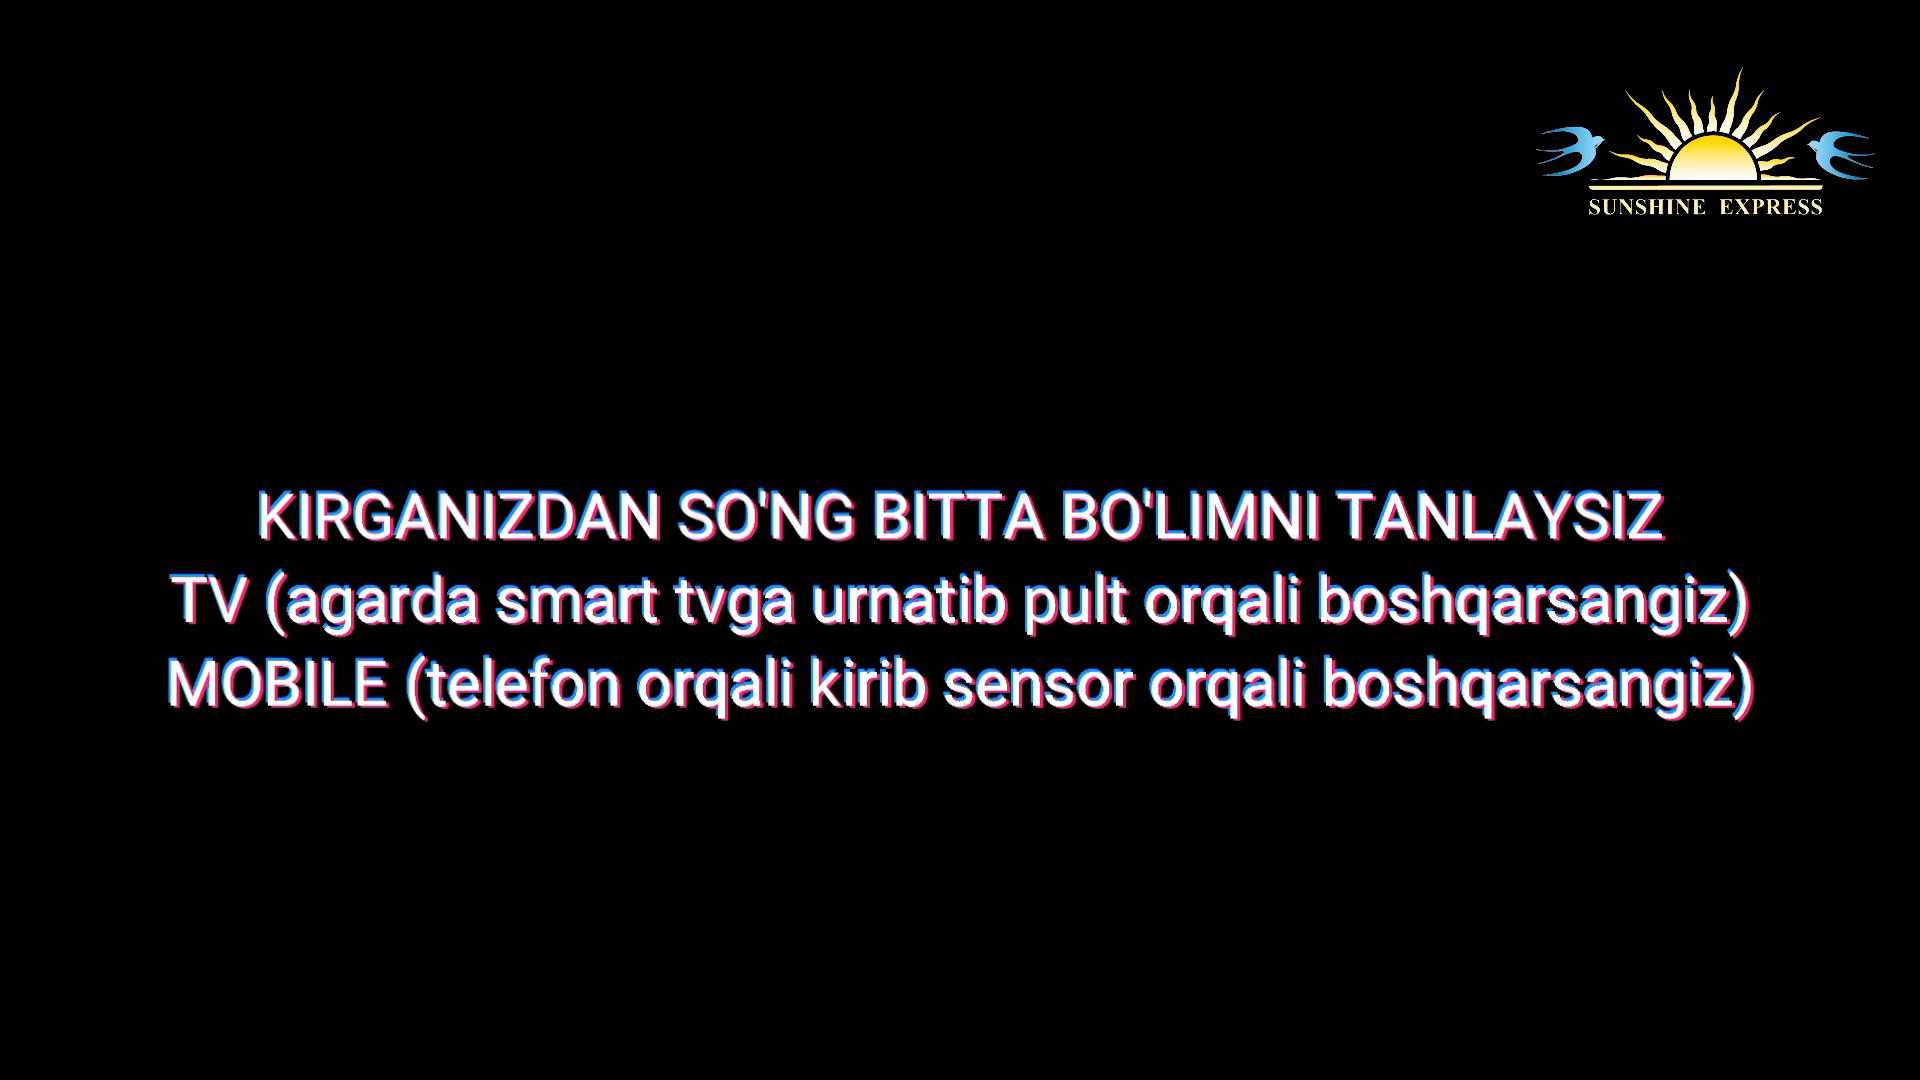 SUNSHINE EXPRESS
KIRGANIZDAN SO'NG BITTA BO'LIMNI TANLAYSIZ
TV (agarda smart tvga urnatib pult orqali boshqarsangiz)
MOBILE (telefon orqali kirib sensor orqali boshqarsangiz)